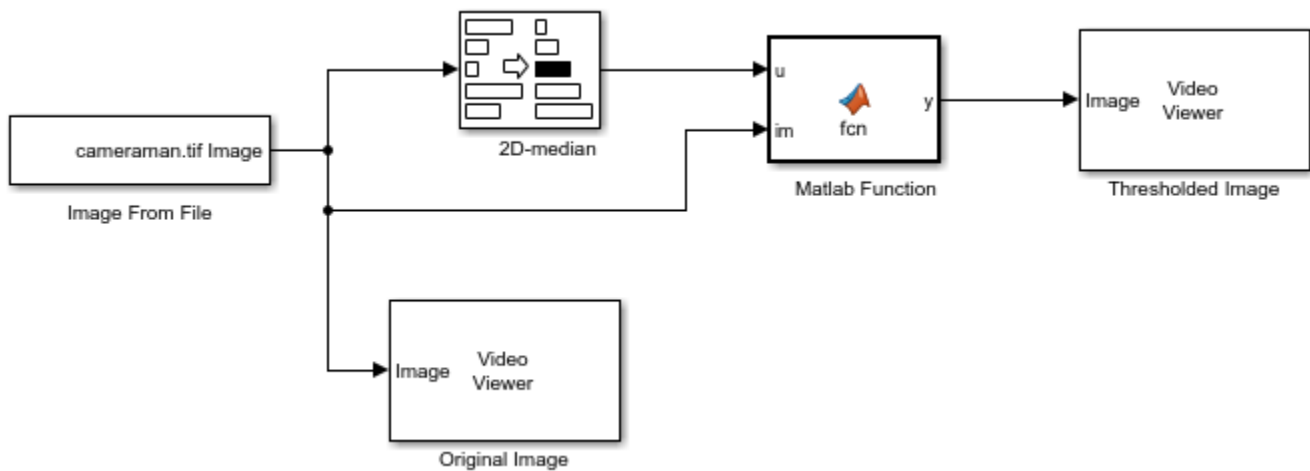 cameraman.tif Image
Image From File
2D-median
u
im
fcn
y
Matlab Function
Image
Video
Viewer
Thresholded Image
Image
Video
Viewer
Original Image